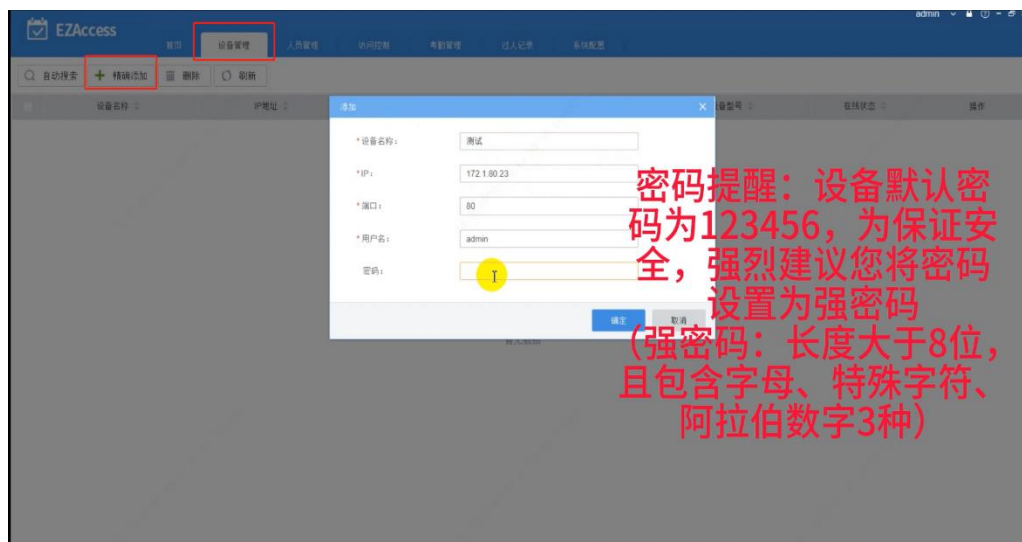 admin
EZAccess
首页 设备管理 人员管理 访问控制 考勤管理 过人记录 系统配置
自动搜索 精确添加 删除 刷新
设备名称 IP地址 设备型号 在线状态 操作
添加
*设备名称: 测试
*IP: 172.1.80.23
*端口: 80
*用户名: admin
密码:
确定 取消
暂无数据
密码提醒：设备默认密
码为123456，为保证安
全，强烈建议您将密码
设置为强密码
（强密码：长度大于8位，
且包含字母、特殊字符、
阿拉伯数字3种）